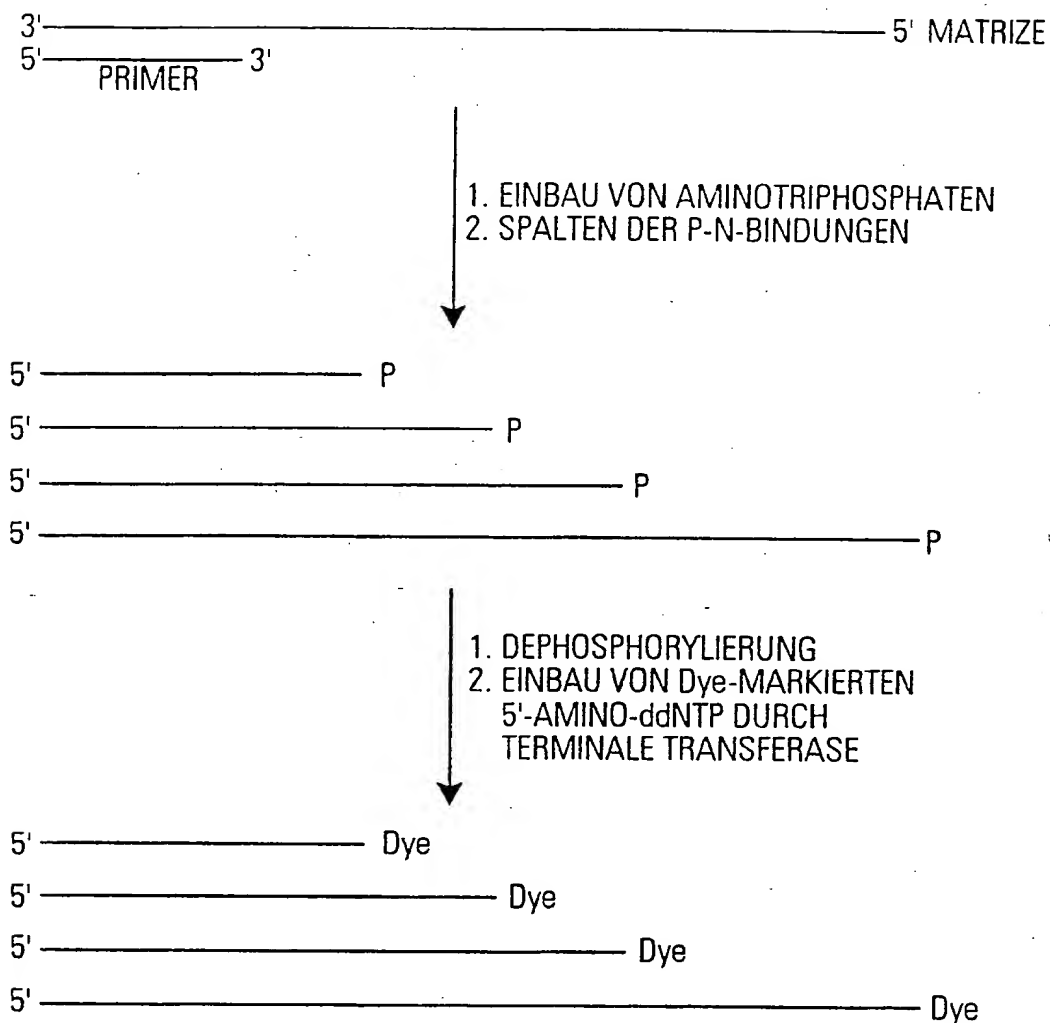 3' 5' MATRIZE
5' 3'
PRIMER
1. EINBAU VON AMINOTRIPHOSPHATEN
2. SPALTEN DER P-N-BINDUNGEN
5' P
5' P
5' P
5' P
1. DEPHOSPHORYLIERUNG
2. EINBAU VON Dye-MARKIERTEN
5'-AMINO-ddNTP DURCH
TERMINALE TRANSFERASE
5' Dye
5' Dye
5' Dye
5' Dye